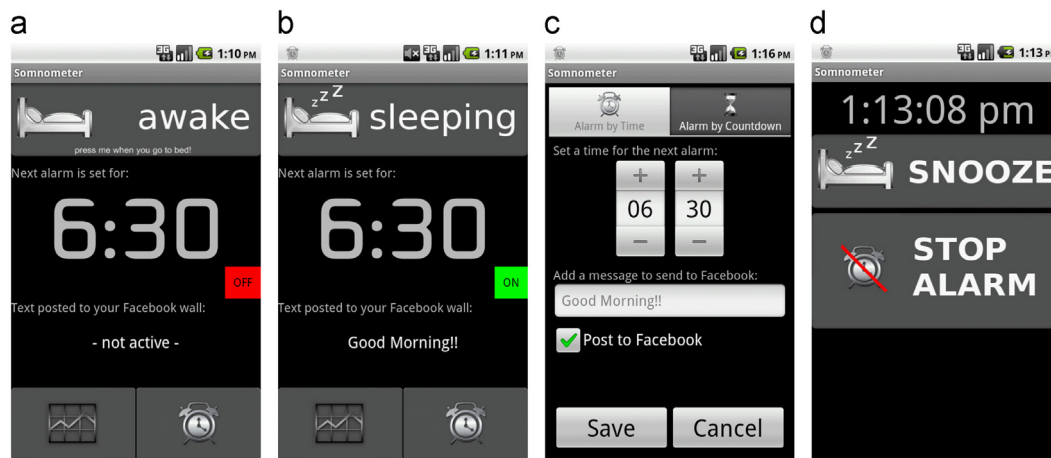 a
3G 1:10 PM
Somnometer
awake
press me when you go to bed!
Next alarm is set for:
6:30
OFF
Text posted to your Facebook wall:
- not active -
b
3G 1:11 PM
Somnometer
z z Z
sleeping
Next alarm is set for:
6:30
ON
Text posted to your Facebook wall:
Good Morning!!
c
3G 1:16 PM
Somnometer
Alarm by Time
Alarm by Countdown
Set a time for the next alarm:
+ +
06 30
− −
Add a message to send to Facebook:
Good Morning!!
Post to Facebook
Save Cancel
d
3G 1:13 P
Somnometer
1:13:08 pm
z z Z
SNOOZE
STOP
ALARM